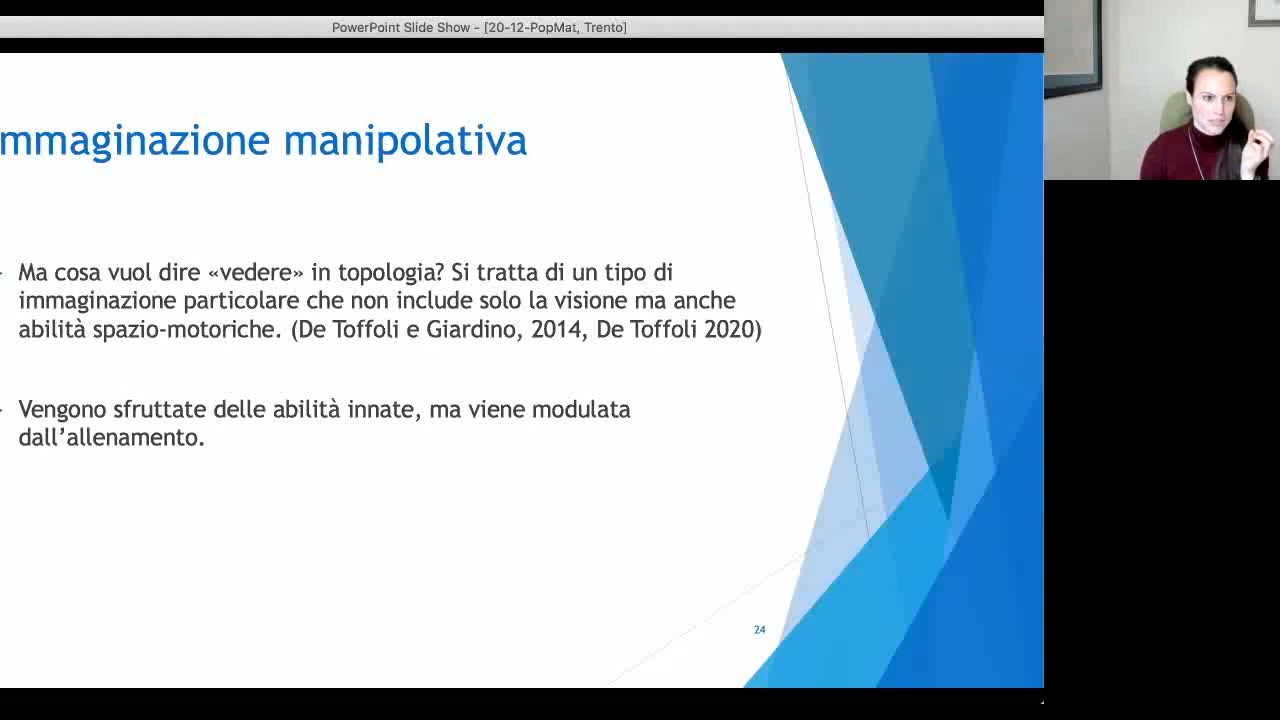 PowerPoint Slide Show - [20-12-PopMat, Trento]
mmaginazione manipolativa
Ma cosa vuol dire «vedere» in topologia? Si tratta di un tipo di
immaginazione particolare che non include solo la visione ma anche
abilità spazio-motoriche. (De Toffoli e Giardino, 2014, De Toffoli 2020)
Vengono sfruttate delle abilità innate, ma viene modulata
dall’allenamento.
24